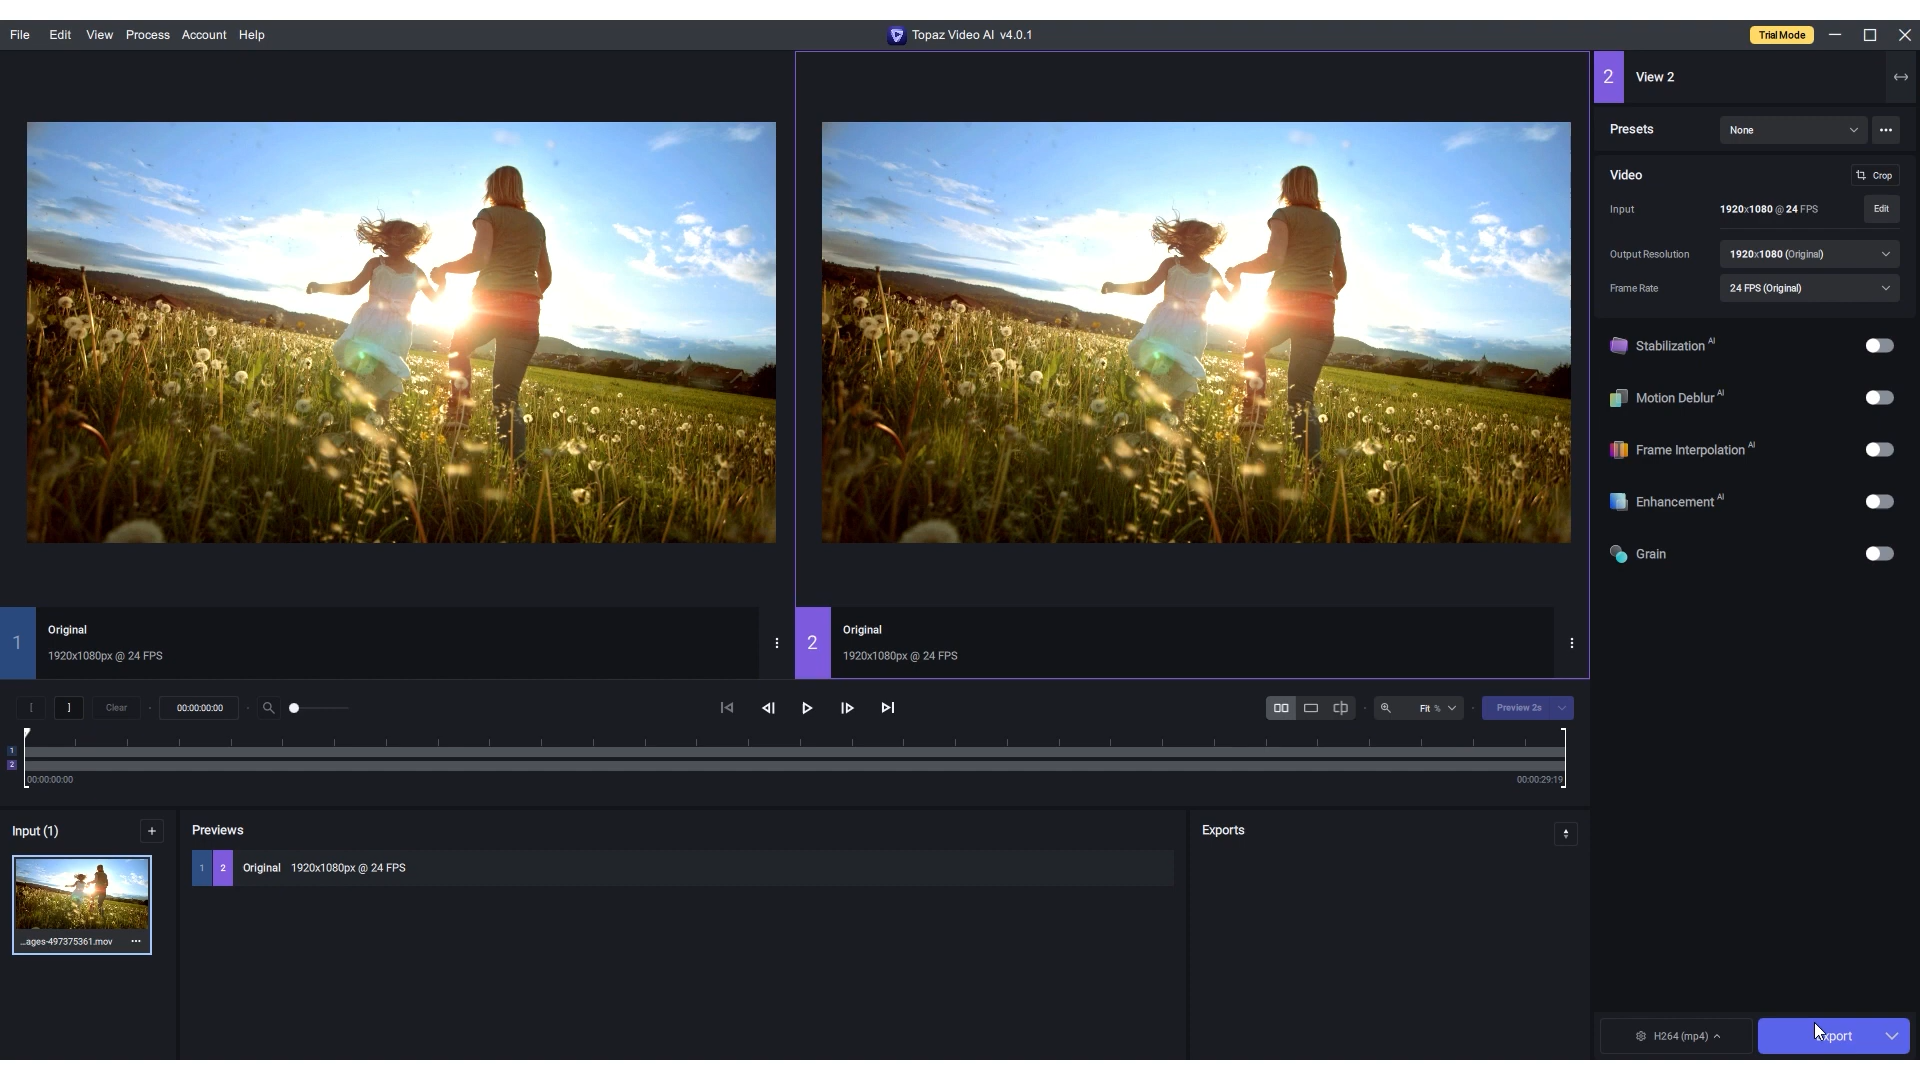 File Edit View Process Account Help
Topaz Video AI v4.0.1
Trial Mode
2 View 2
Presets None
Video Crop
Input 1920x1080 @ 24 FPS Edit
Output Resolution 1920x1080 (Original)
Frame Rate 24 FPS (Original)
Stabilization AI
Motion Deblur AI
Frame Interpolation AI
Enhancement AI
Grain
1 Original
1920x1080px @ 24 FPS
2 Original
1920x1080px @ 24 FPS
[ ] Clear 00:00:00:00
Fit % Preview 2s
1
2
00:00:00:00 00:00:29:19
Input (1) +
...ages-497375361.mov
Previews
1 2 Original 1920x1080px @ 24 FPS
Exports
H264 (mp4)
xport